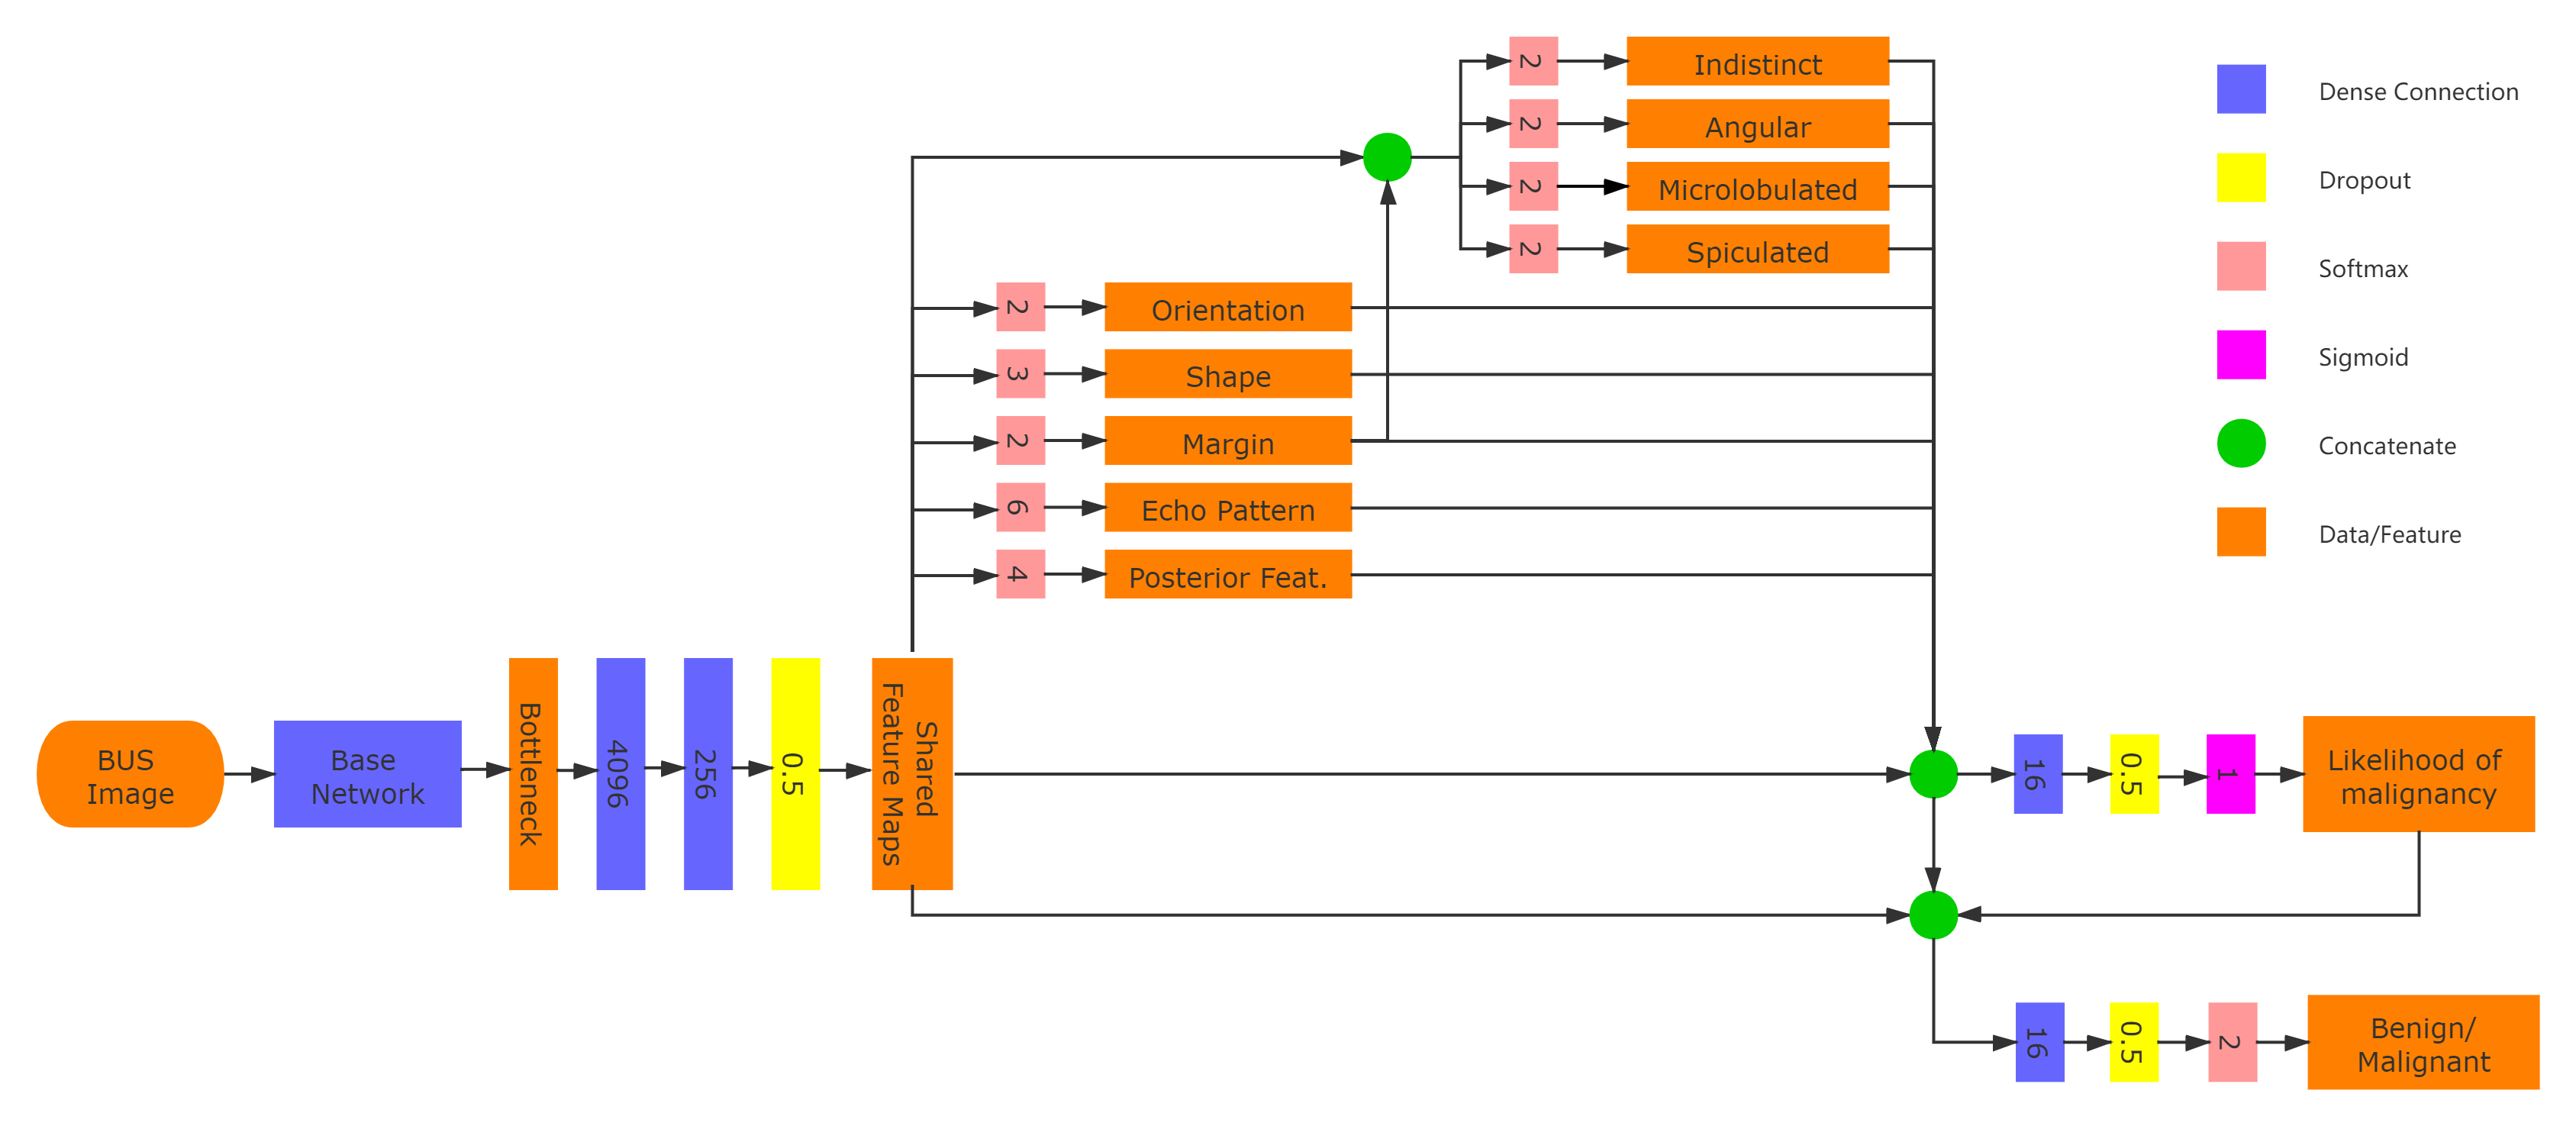 2
Indistinct
2
Angular
2
Microlobulated
2
Spiculated
2
Orientation
3
Shape
2
Margin
6
Echo Pattern
4
Posterior Feat.
BUS
Image
Base
Network
Bottleneck
4096
256
0.5
Shared
Feature Maps
16
0.5
1
Likelihood of
malignancy
16
0.5
2
Benign/
Malignant
Dense Connection
Dropout
Softmax
Sigmoid
Concatenate
Data/Feature